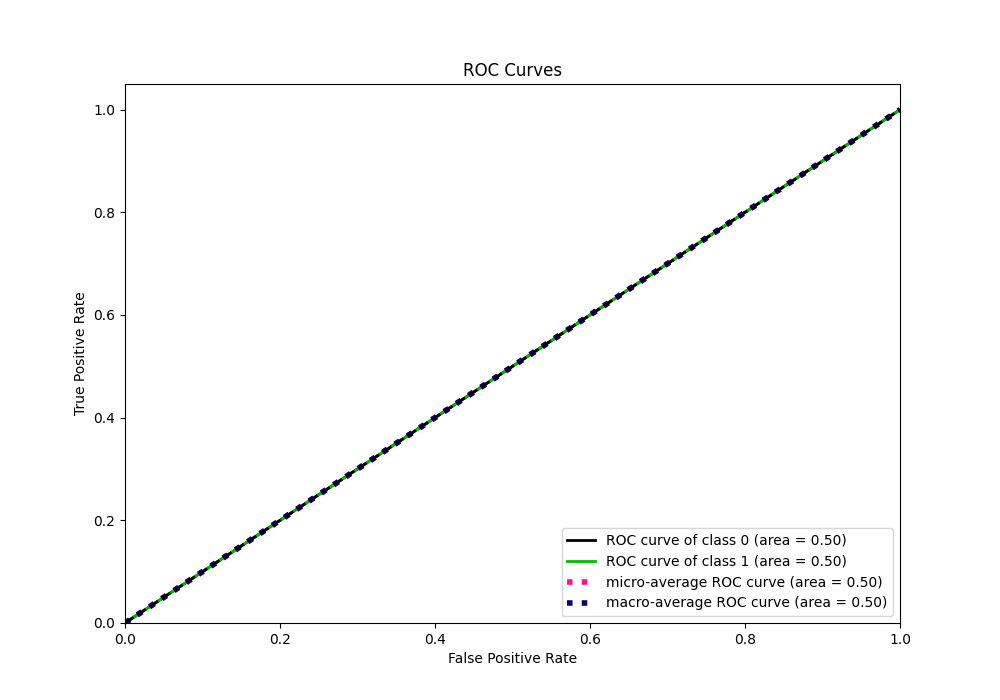 ROC Curves
1.0
0.8
0.6
0.4
0.2
0.0
True Positive Rate
ROC curve of class 0 (area = 0.50)
ROC curve of class 1 (area = 0.50)
micro-average ROC curve (area = 0.50)
macro-average ROC curve (area = 0.50)
0.0 0.2 0.4 0.6 0.8 1.0
False Positive Rate